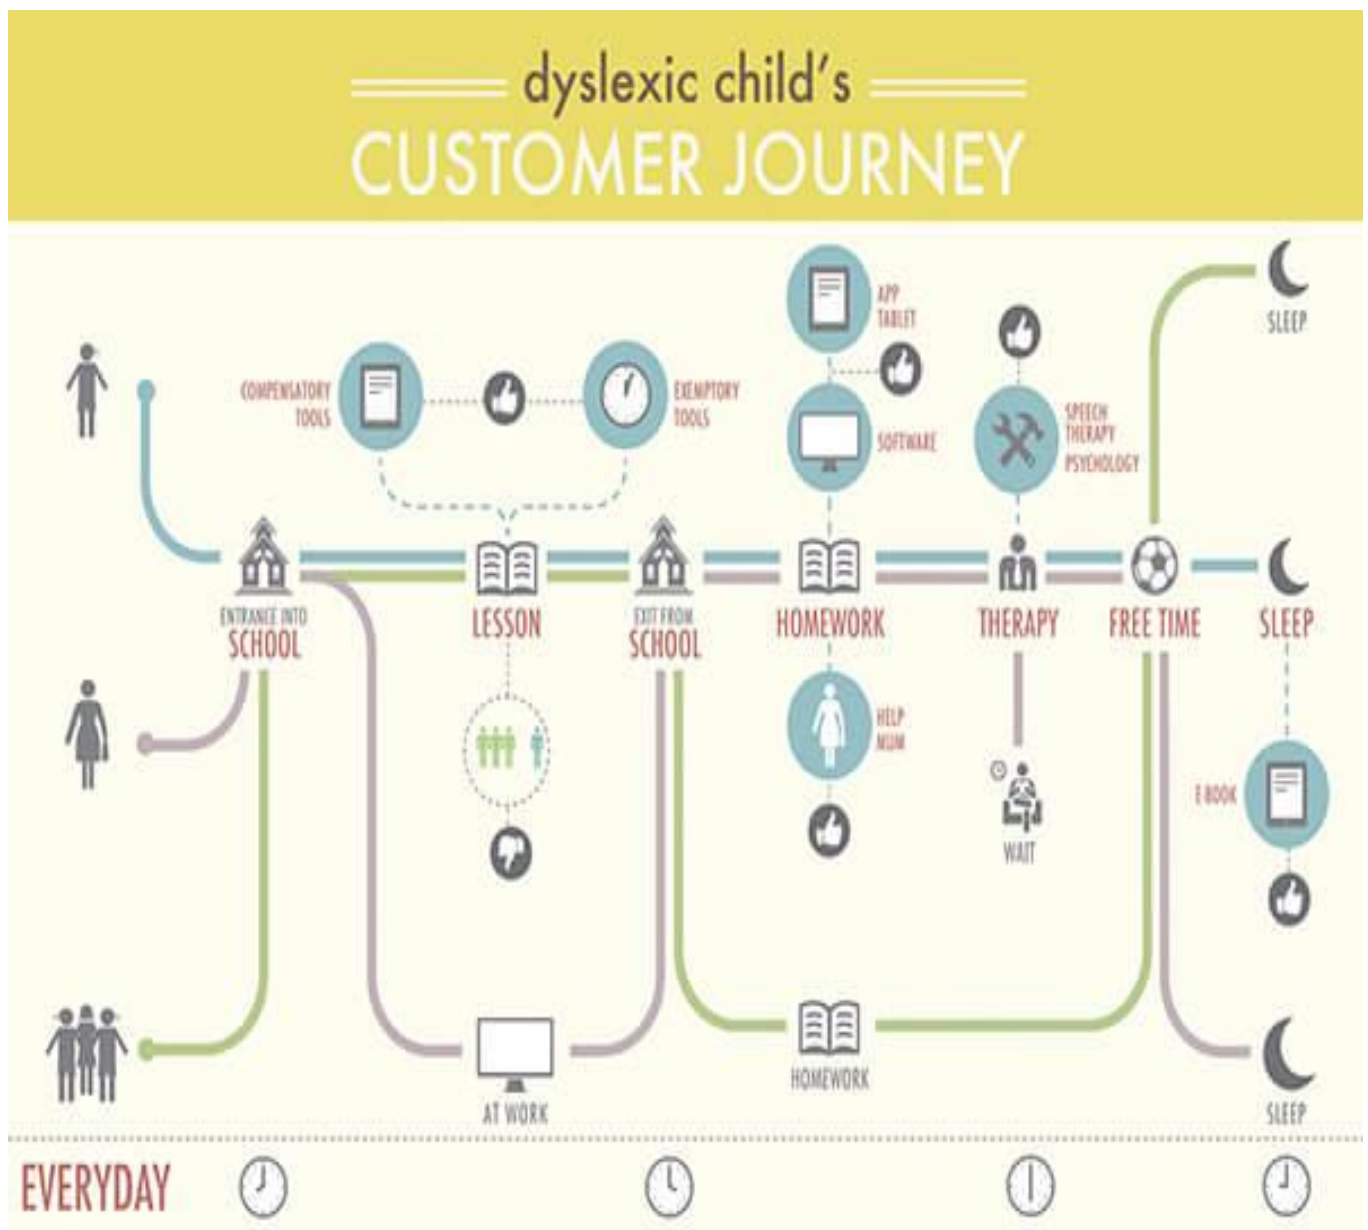 dyslexic child's
CUSTOMER JOURNEY
SLEEP
APP
TABLET
COMPENSATORY
TOOLS
EXEMPTORY
TOOLS
SOFTWARE
SPEECH
THERAPY
PSYCHOLOGY
ENTRANCE INTO
SCHOOL
LESSON
EXIT FROM
SCHOOL
HOMEWORK
THERAPY
FREE TIME
SLEEP
HELP
MUM
E-BOOK
WAIT
AT WORK
HOMEWORK
SLEEP
EVERYDAY